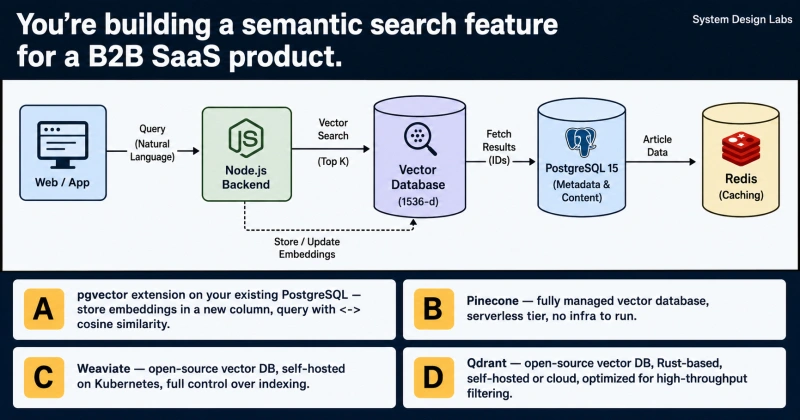 You're building a semantic search feature
for a B2B SaaS product.
System Design Labs
Web / App
Query
(Natural
Language)
JS
Node.js
Backend
Vector
Search
(Top K)
Vector
Database
(1536-d)
Fetch
Results
(IDs)
PostgreSQL 15
(Metadata &
Content)
Article
Data
Redis
(Caching)
Store / Update
Embeddings
A
pgvector extension on your existing PostgreSQL —
store embeddings in a new column, query with <->
cosine similarity.
B
Pinecone — fully managed vector database,
serverless tier, no infra to run.
C
Weaviate — open-source vector DB, self-hosted
on Kubernetes, full control over indexing.
D
Qdrant — open-source vector DB, Rust-based,
self-hosted or cloud, optimized for high-throughput
filtering.